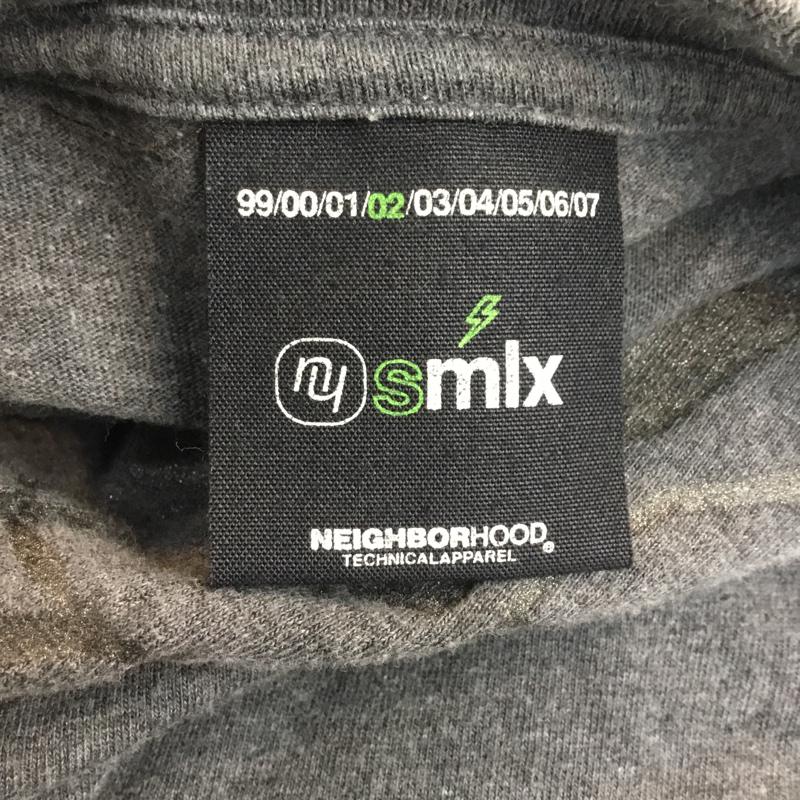 99/00/01/02/03/04/05/06/07
ny smlx
NEIGHBORHOOD®
TECHNICALAPPAREL